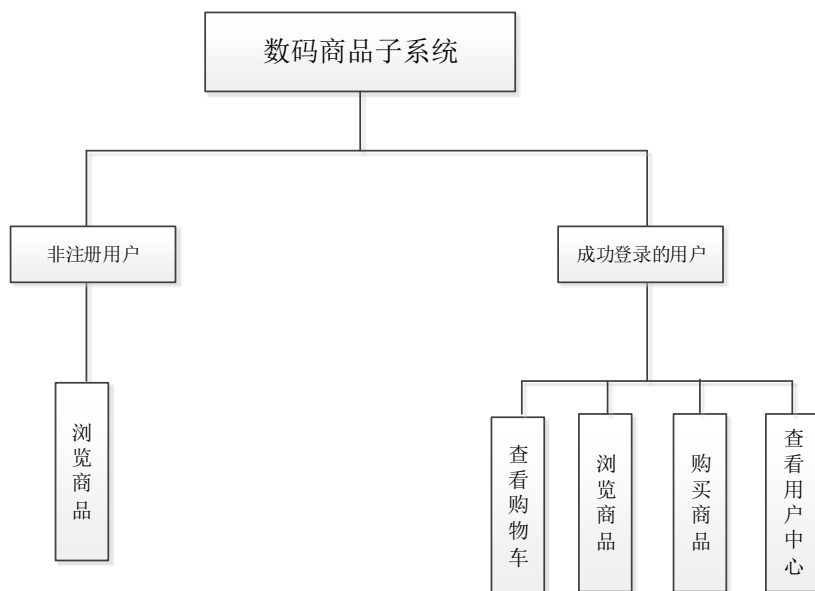 数码商品子系统
非注册用户
成功登录的用户
浏览商品
查看购物车
浏览商品
购买商品
查看用户中心